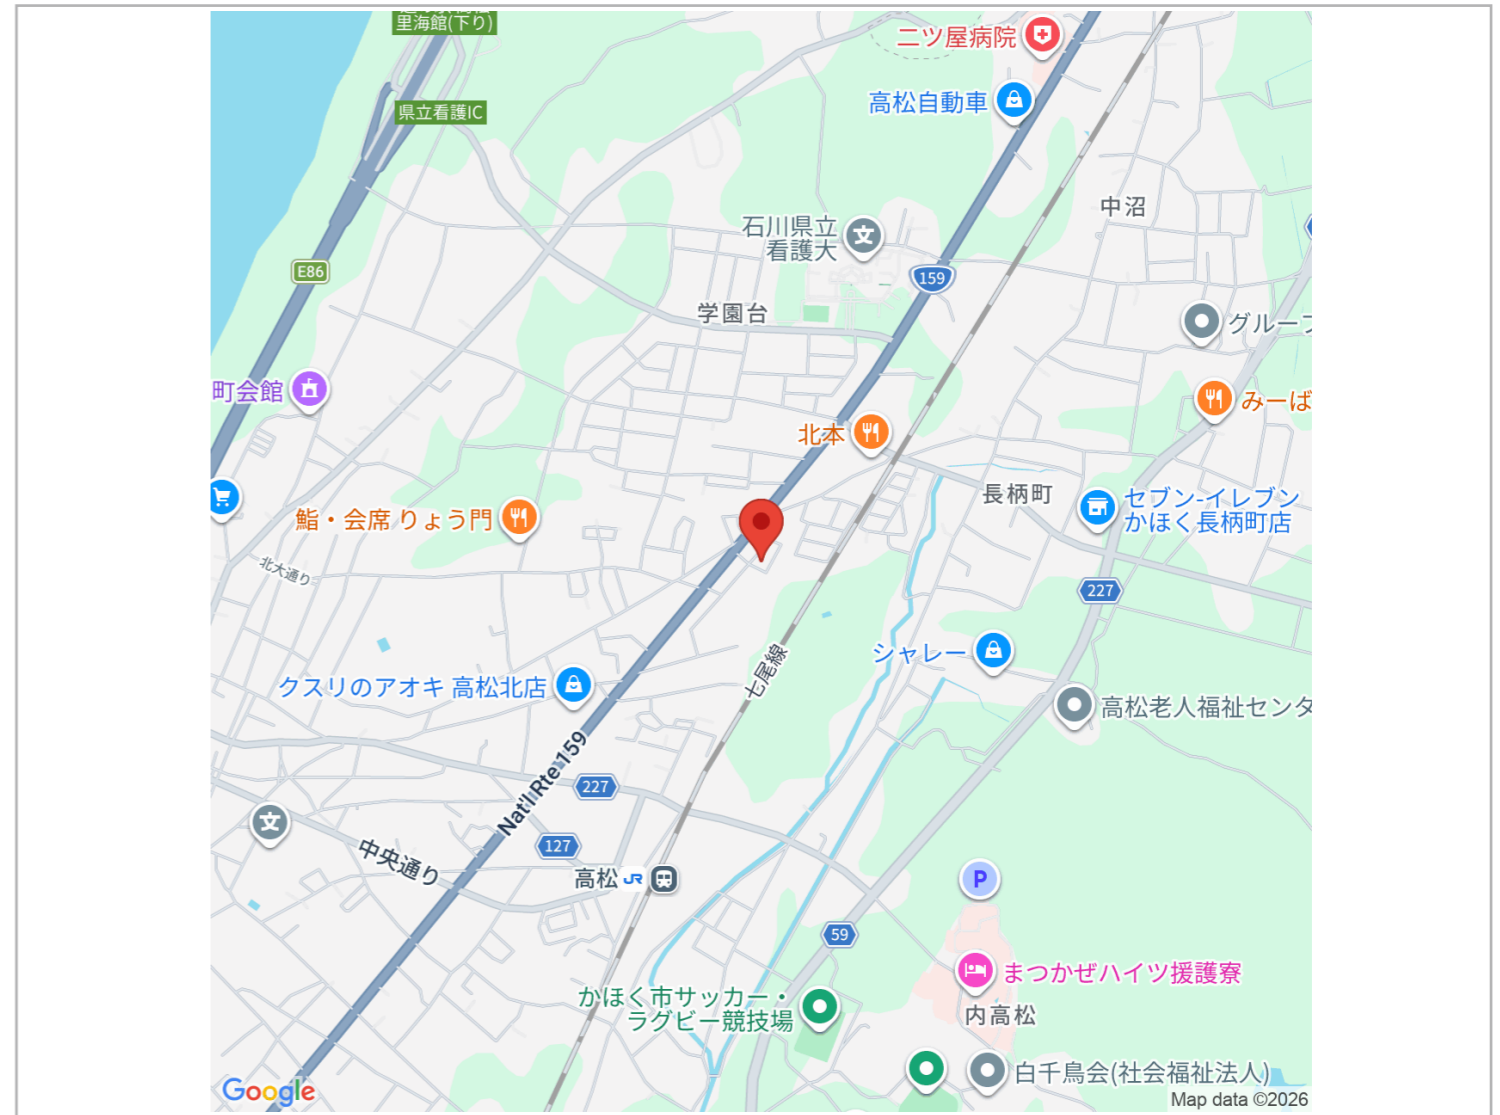 里海館(下り)
二ツ屋病院
県立看護IC
高松自動車
中沼
石川県立
看護大
E86
159
学園台
グループ
町会館
みーば
北本
長柄町
セブン-イレブン
かほく長柄町店
鮨・会席 りょう門
北大通り
227
シャレー
七尾線
クスリのアオキ 高松北店
高松老人福祉センタ
Nat'l Rte 159
227
127
中央通り
高松 JR
P
59
まつかぜハイツ援護寮
かほく市サッカー・
ラグビー競技場
内高松
白千鳥会(社会福祉法人)
Google
Map data ©2026